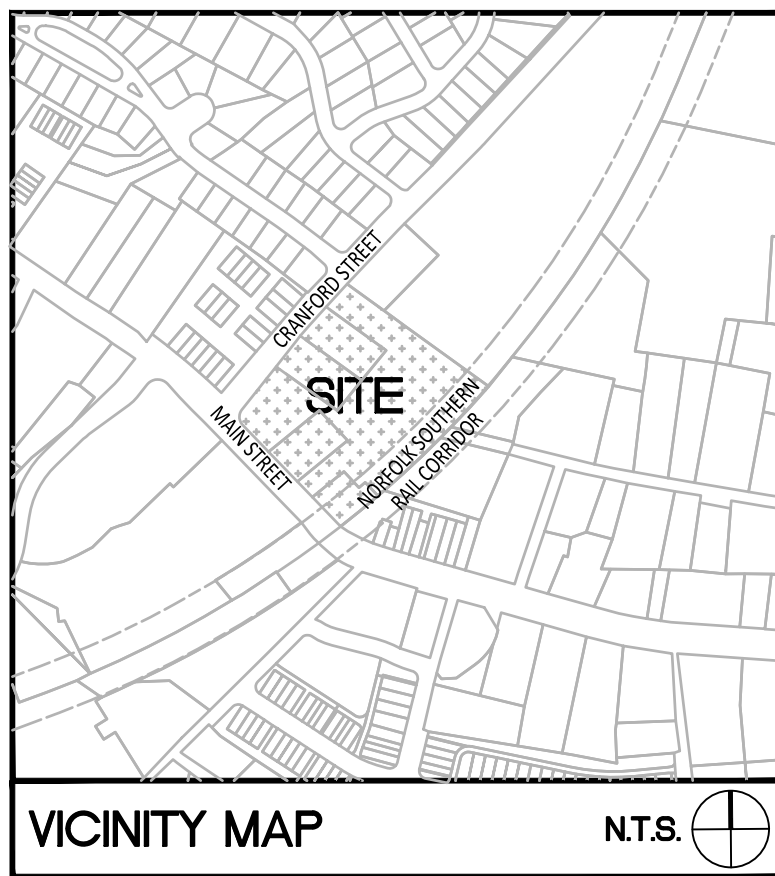 CRANFORD STREET
SITE
MAIN STREET
NORFOLK SOUTHERN
RAIL CORRIDOR
VICINITY MAP
N.T.S.